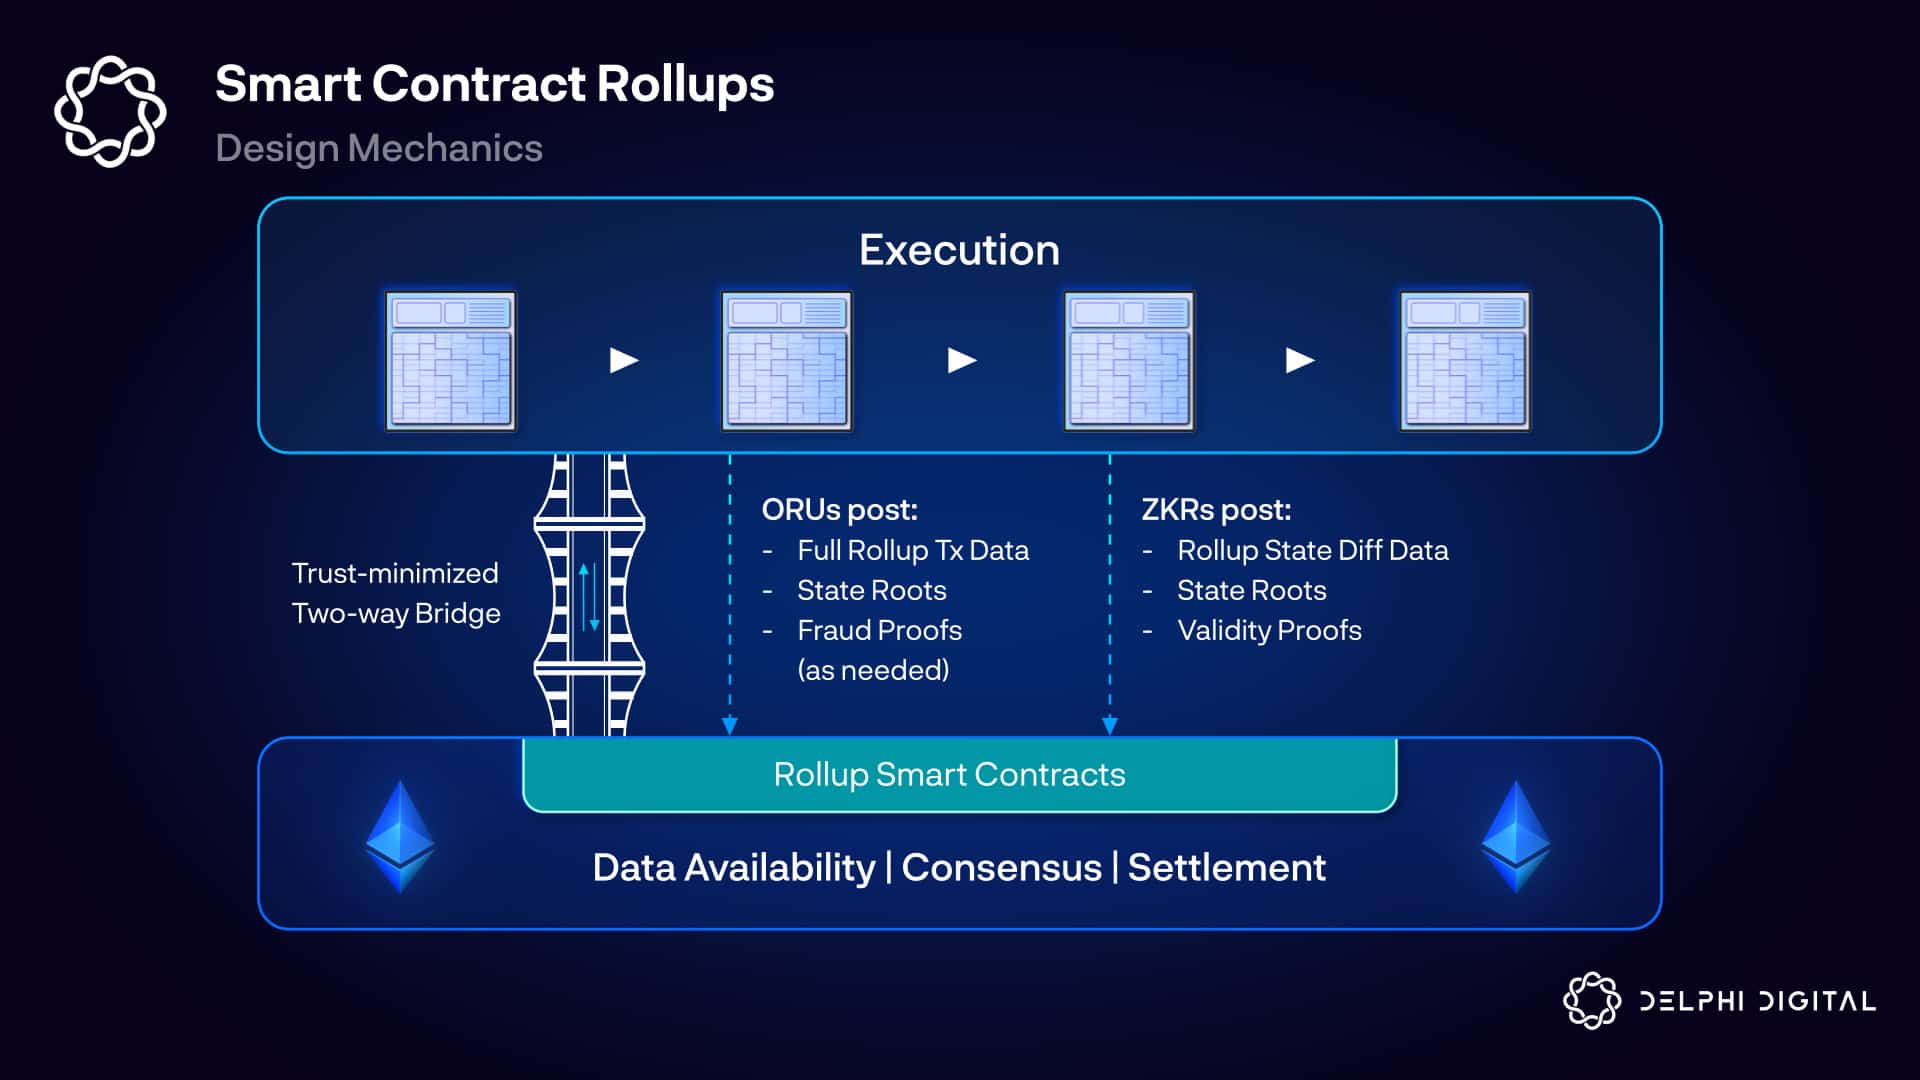 Smart Contract Rollups
Design Mechanics
Execution
Trust-minimized
Two-way Bridge
ORUs post:
- Full Rollup Tx Data
- State Roots
- Fraud Proofs
(as needed)
ZKRs post:
- Rollup State Diff Data
- State Roots
- Validity Proofs
Rollup Smart Contracts
Data Availability | Consensus | Settlement
DELPHI DIGITAL